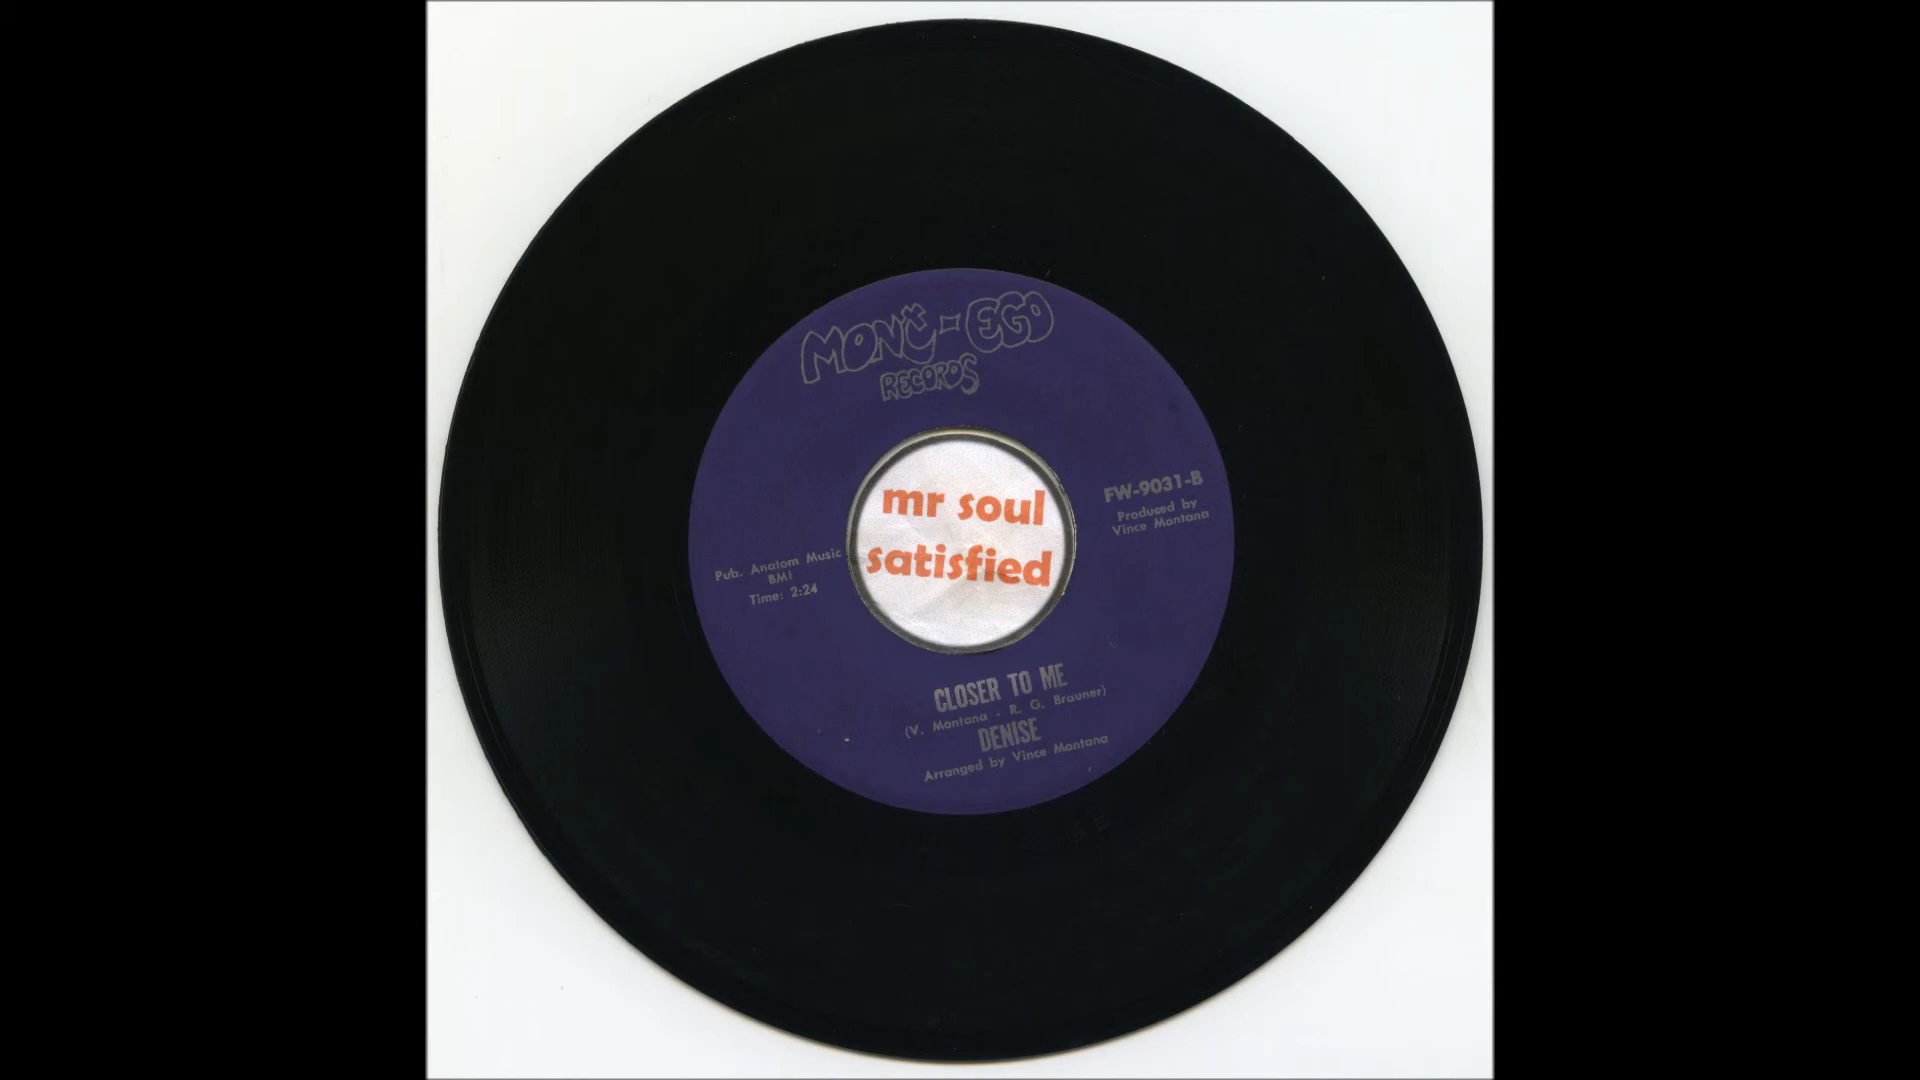 MONT-EGO
RECORDS
mr soul
satisfied
FW-9031-B
Produced by
Vince Montana
Pub. Anatom Music
BMI
Time: 2:24
CLOSER TO ME
(V. Montana - R. G. Brauner)
DENISE
Arranged by Vince Montana